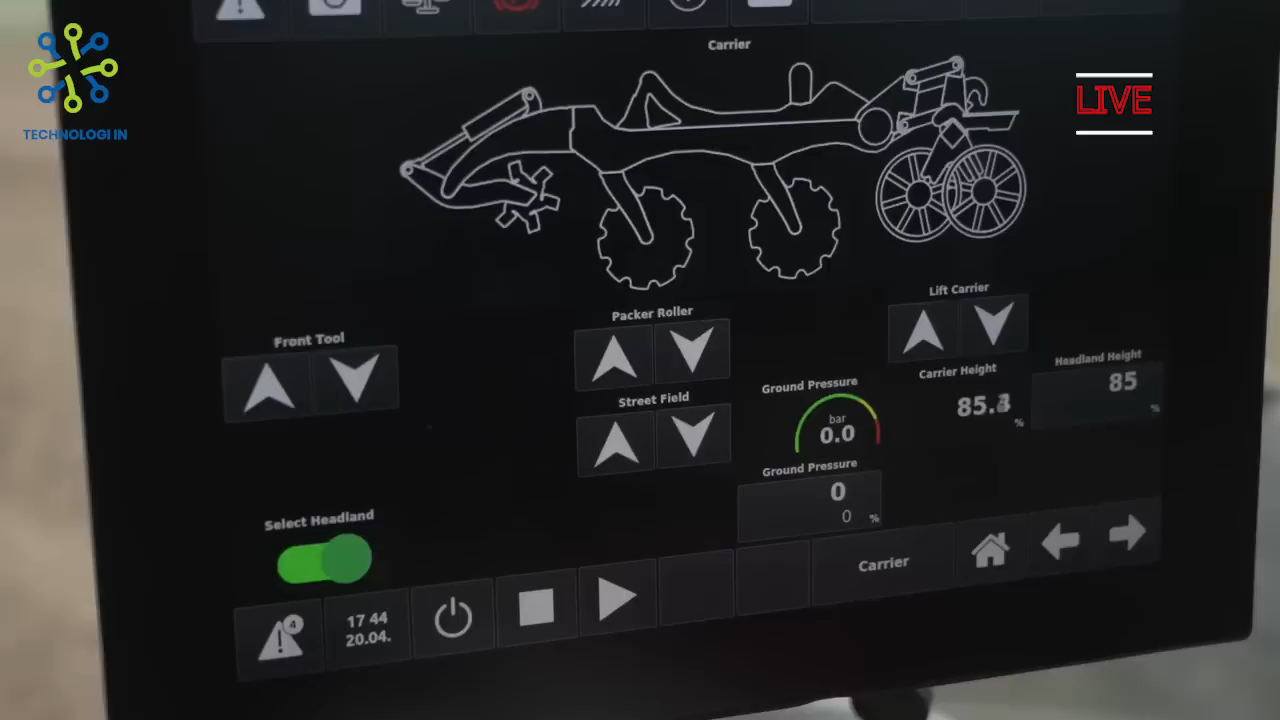 TECHNOLOGI IN
LIVE
Carrier
Lift Carrier
Packer Roller
Front Tool
Headland Height
85
%
Carrier Height
%
Ground Pressure
bar
0.0
Street Field
Ground Pressure
0
0 %
Select Headland
Carrier
4
17 44
20.04.